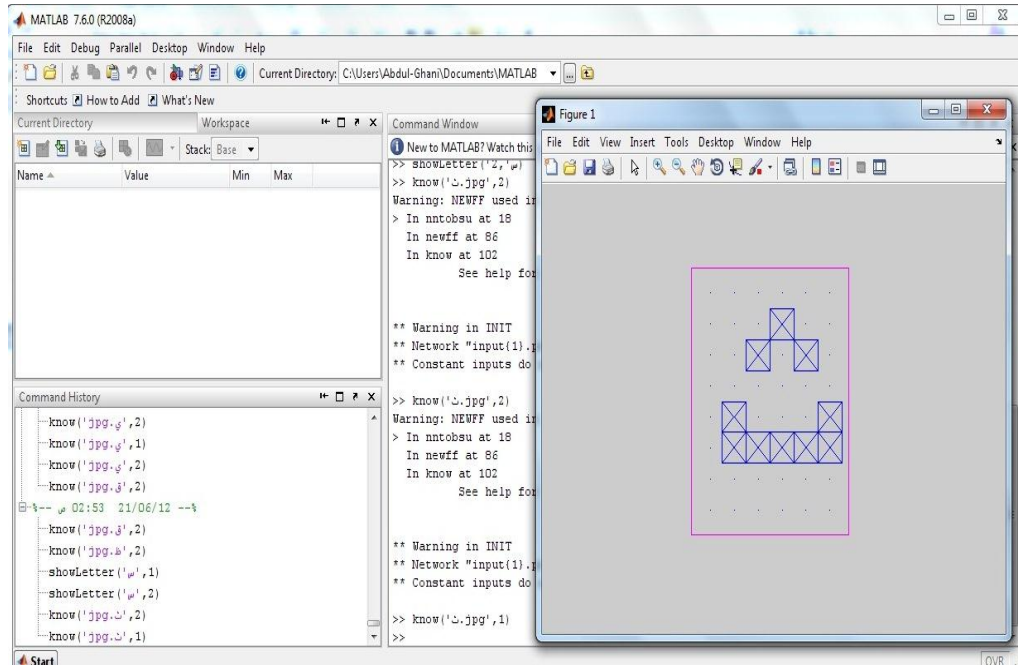 MATLAB 7.6.0 (R2008a)
File Edit Debug Parallel Desktop Window Help
Current Directory: C:\Users\Abdul-Ghani\Documents\MATLAB
Shortcuts How to Add What's New
Current Directory Workspace
Stack: Base
Name Value Min Max
Command History
know('ي.jpg',2)
know('ي.jpg',1)
know('ي.jpg',2)
know('ق.jpg',2)
%-- ص 02:53 21/06/12 --%
know('ق.jpg',2)
know('ظ.jpg',2)
showLetter('س',1)
showLetter('س',2)
know('ث.jpg',2)
know('ث.jpg',1)
Command Window
New to MATLAB? Watch this
>> showLetter('س',2)
>> know('ث.jpg',2)
Warning: NEWFF used in
> In nntobsu at 18
In newff at 86
In know at 102
See help for
** Warning in INIT
** Network "input{1}.p
** Constant inputs do
>> know('ث.jpg',2)
Warning: NEWFF used in
> In nntobsu at 18
In newff at 86
In know at 102
See help for
** Warning in INIT
** Network "input{1}.p
** Constant inputs do
>> know('ث.jpg',1)
>>
Figure 1
File Edit View Insert Tools Desktop Window Help
Start
OVR